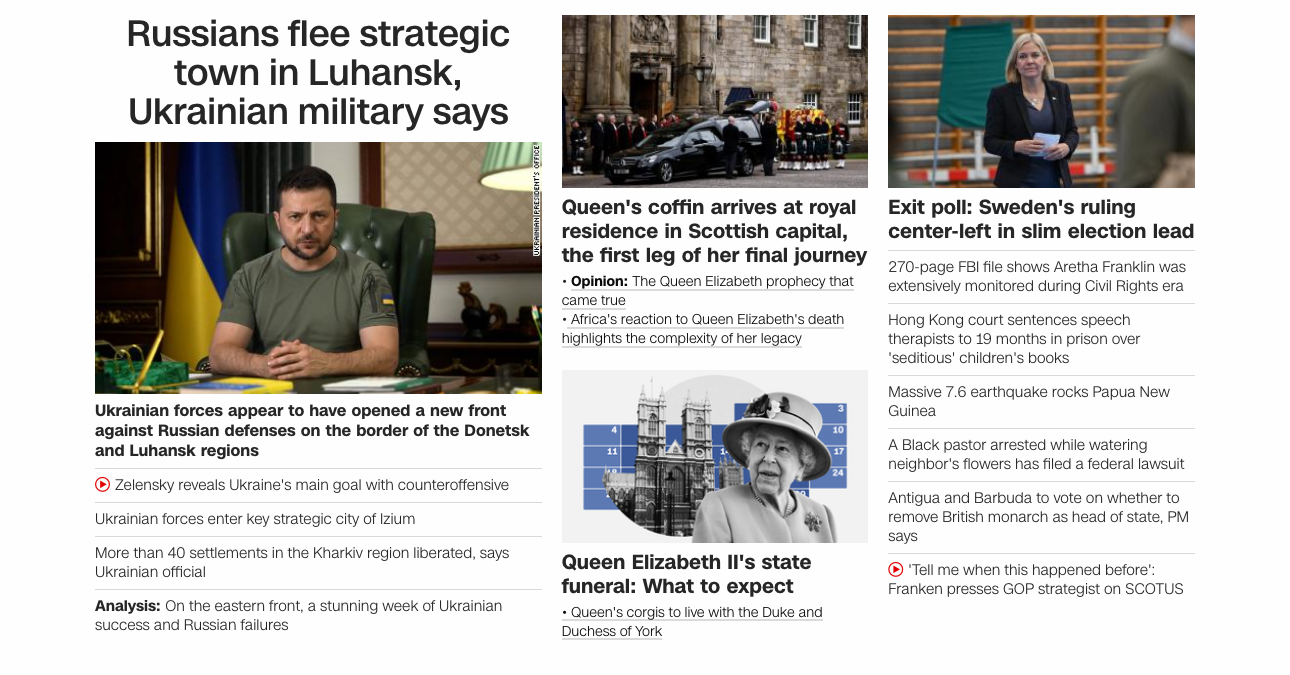 Russians flee strategic
town in Luhansk,
Ukrainian military says
UKRAINIAN PRESIDENT'S OFFICE
Ukrainian forces appear to have opened a new front
against Russian defenses on the border of the Donetsk
and Luhansk regions
Zelensky reveals Ukraine's main goal with counteroffensive
Ukrainian forces enter key strategic city of Izium
More than 40 settlements in the Kharkiv region liberated, says
Ukrainian official
Analysis: On the eastern front, a stunning week of Ukrainian
success and Russian failures
Queen's coffin arrives at royal
residence in Scottish capital,
the first leg of her final journey
• Opinion: The Queen Elizabeth prophecy that
came true
• Africa's reaction to Queen Elizabeth's death
highlights the complexity of her legacy
3
4 10
11 17
24
Queen Elizabeth II's state
funeral: What to expect
• Queen's corgis to live with the Duke and
Duchess of York
Exit poll: Sweden's ruling
center-left in slim election lead
270-page FBI file shows Aretha Franklin was
extensively monitored during Civil Rights era
Hong Kong court sentences speech
therapists to 19 months in prison over
'seditious' children's books
Massive 7.6 earthquake rocks Papua New
Guinea
A Black pastor arrested while watering
neighbor's flowers has filed a federal lawsuit
Antigua and Barbuda to vote on whether to
remove British monarch as head of state, PM
says
'Tell me when this happened before':
Franken presses GOP strategist on SCOTUS